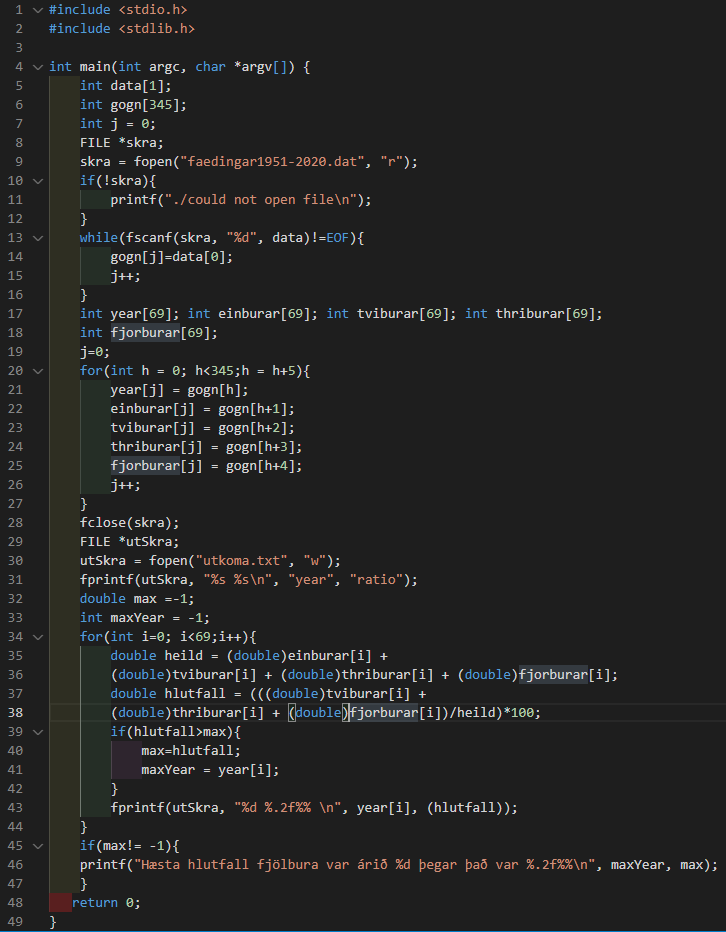 1 #include <stdio.h>
2 #include <stdlib.h>
3
4 int main(int argc, char *argv[]) {
5 int data[1];
6 int gogn[345];
7 int j = 0;
8 FILE *skra;
9 skra = fopen("faedingar1951-2020.dat", "r");
10 if(!skra){
11 printf("./could not open file\n");
12 }
13 while(fscanf(skra, "%d", data)!=EOF){
14 gogn[j]=data[0];
15 j++;
16 }
17 int year[69]; int einburar[69]; int tviburar[69]; int thriburar[69];
18 int fjorburar[69];
19 j=0;
20 for(int h = 0; h<345;h = h+5){
21 year[j] = gogn[h];
22 einburar[j] = gogn[h+1];
23 tviburar[j] = gogn[h+2];
24 thriburar[j] = gogn[h+3];
25 fjorburar[j] = gogn[h+4];
26 j++;
27 }
28 fclose(skra);
29 FILE *utSkra;
30 utSkra = fopen("utkoma.txt", "w");
31 fprintf(utSkra, "%s %s\n", "year", "ratio");
32 double max =-1;
33 int maxYear = -1;
34 for(int i=0; i<69;i++){
35 double heild = (double)einburar[i] +
36 (double)tviburar[i] + (double)thriburar[i] + (double)fjorburar[i];
37 double hlutfall = (((double)tviburar[i] +
38 (double)thriburar[i] + (double)fjorburar[i])/heild)*100;
39 if(hlutfall>max){
40 max=hlutfall;
41 maxYear = year[i];
42 }
43 fprintf(utSkra, "%d %.2f%% \n", year[i], (hlutfall));
44 }
45 if(max!= -1){
46 printf("Hæsta hlutfall fjölbura var árið %d þegar það var %.2f%%\n", maxYear, max);
47 }
48 return 0;
49 }